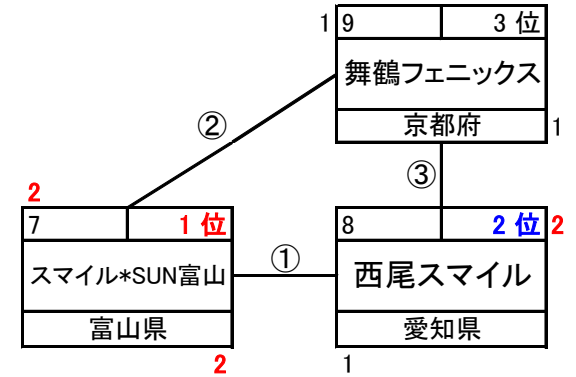 1 9 3 位
舞鶴フェニックス
京都府 1
②
③
2
7 1 位
8 2 位 2
スマイル*SUN富山
①
西尾スマイル
富山県
愛知県
2
1